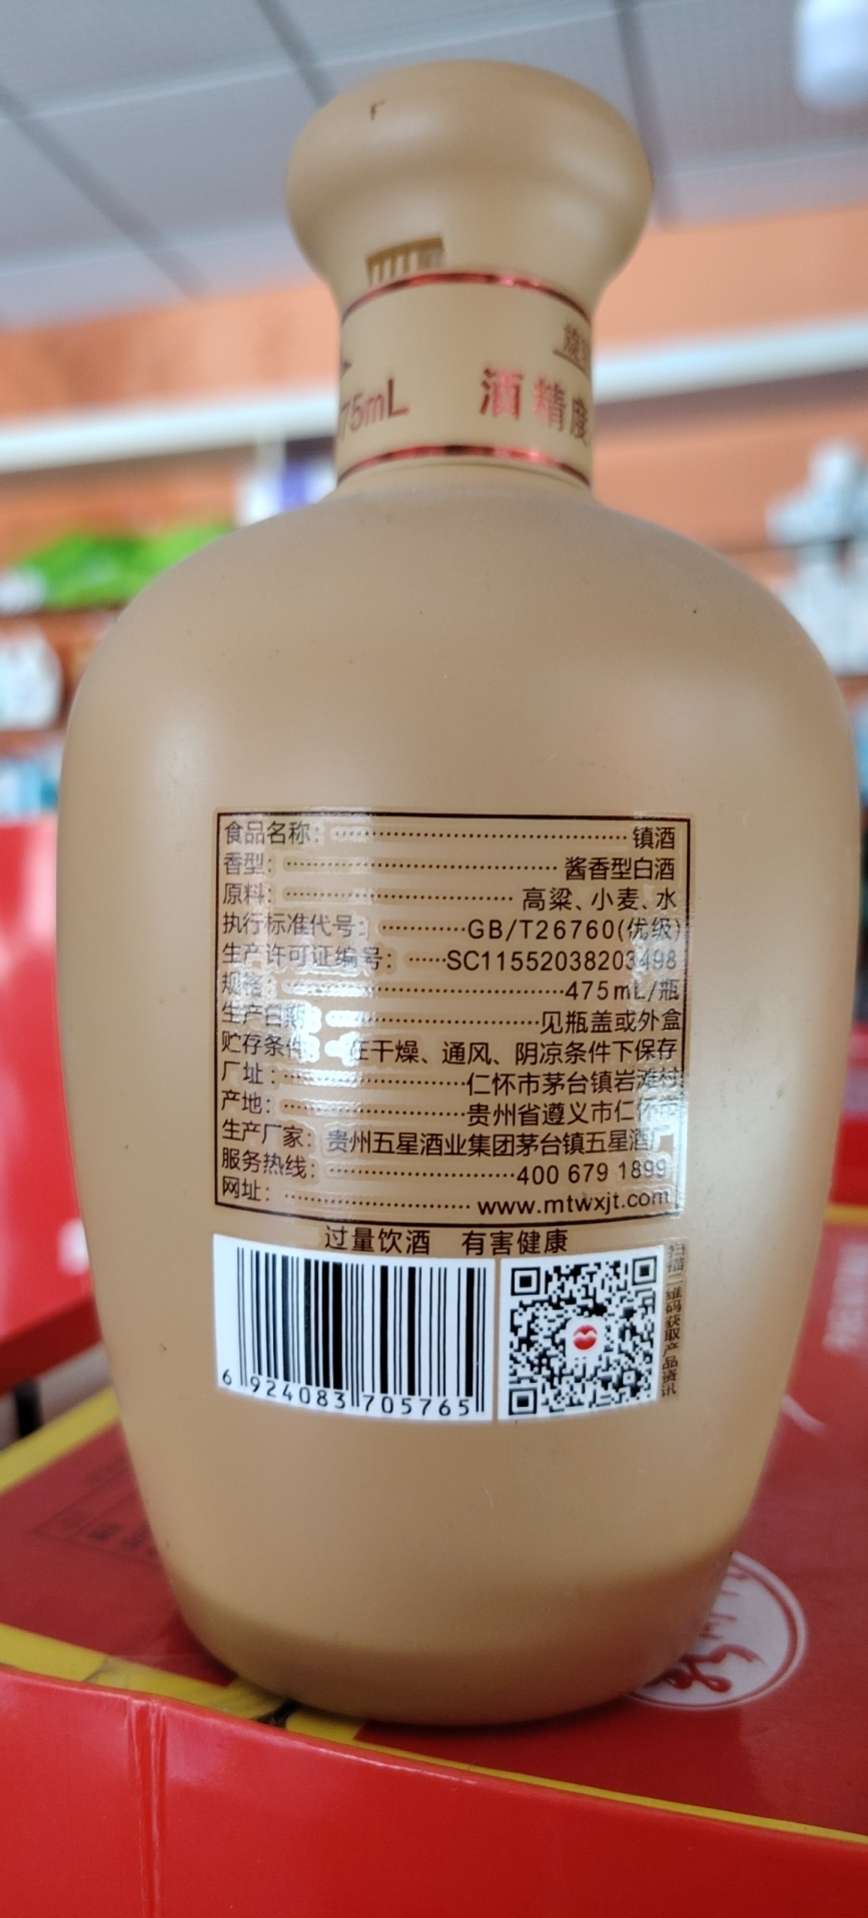 75mL
酒精度
食品名称：镇酒
香型：酱香型白酒
原料：高粱、小麦、水
执行标准代号：GB/T26760(优级)
生产许可证编号：SC11552038203498
规格：475mL/瓶
生产日期：见瓶盖或外盒
贮存条件：在干燥、通风、阴凉条件下保存
厂址：仁怀市茅台镇岩滩村
产地：贵州省遵义市仁怀市
生产厂家：贵州五星酒业集团茅台镇五星酒厂
服务热线：400 679 1899
网址：www.mtwxjt.com
过量饮酒 有害健康
6 924083 705765
扫描二维码获取产品资讯